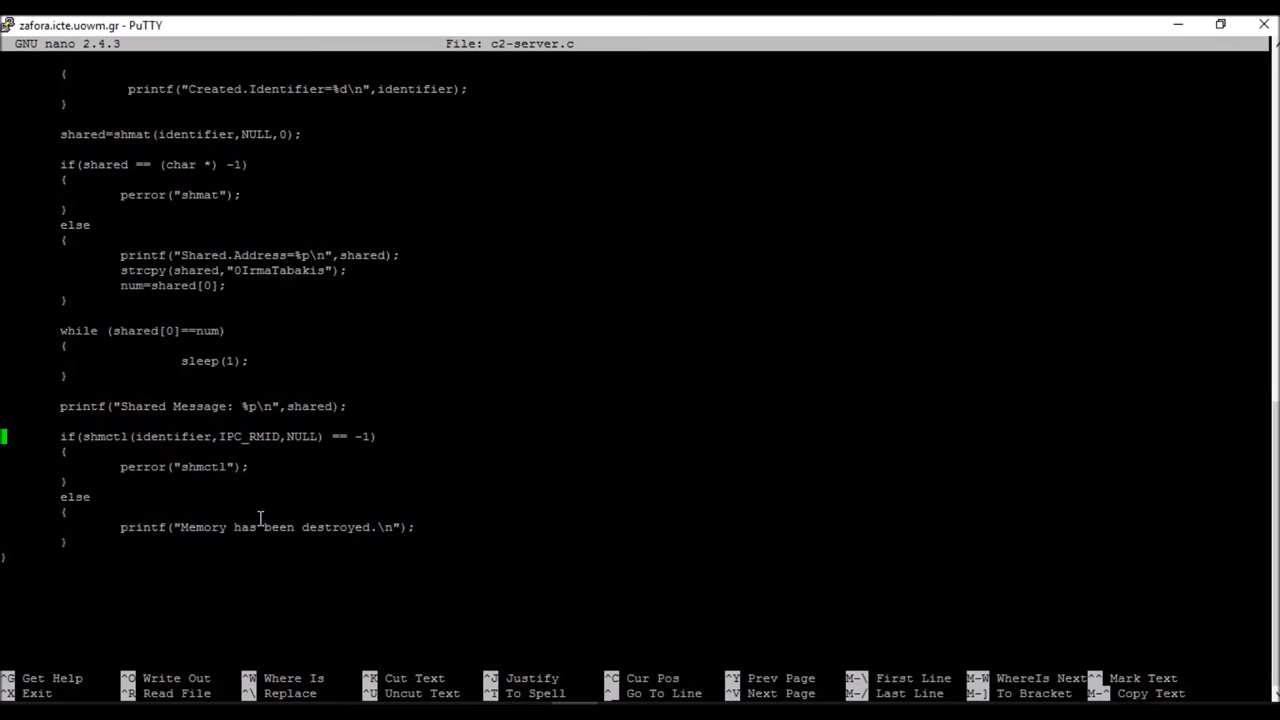 zafora.icte.uowm.gr - PuTTY
GNU nano 2.4.3 File: c2-server.c
{
printf("Created.Identifier=%d\n",identifier);
}
shared=shmat(identifier,NULL,0);
if(shared == (char *) -1)
{
perror("shmat");
}
else
{
printf("Shared.Address=%p\n",shared);
strcpy(shared,"0IrmaTabakis");
num=shared[0];
}
while (shared[0]==num)
{
sleep(1);
}
printf("Shared Message: %p\n",shared);
if(shmctl(identifier,IPC_RMID,NULL) == -1)
{
perror("shmctl");
}
else
{
printf("Memory has been destroyed.\n");
}
}
^G Get Help ^O Write Out ^W Where Is ^K Cut Text ^J Justify ^C Cur Pos ^Y Prev Page M-\ First Line M-W WhereIs Next ^^ Mark Text
^X Exit ^R Read File ^\ Replace ^U Uncut Text ^T To Spell ^_ Go To Line ^V Next Page M-/ Last Line M-] To Bracket M-^ Copy Text